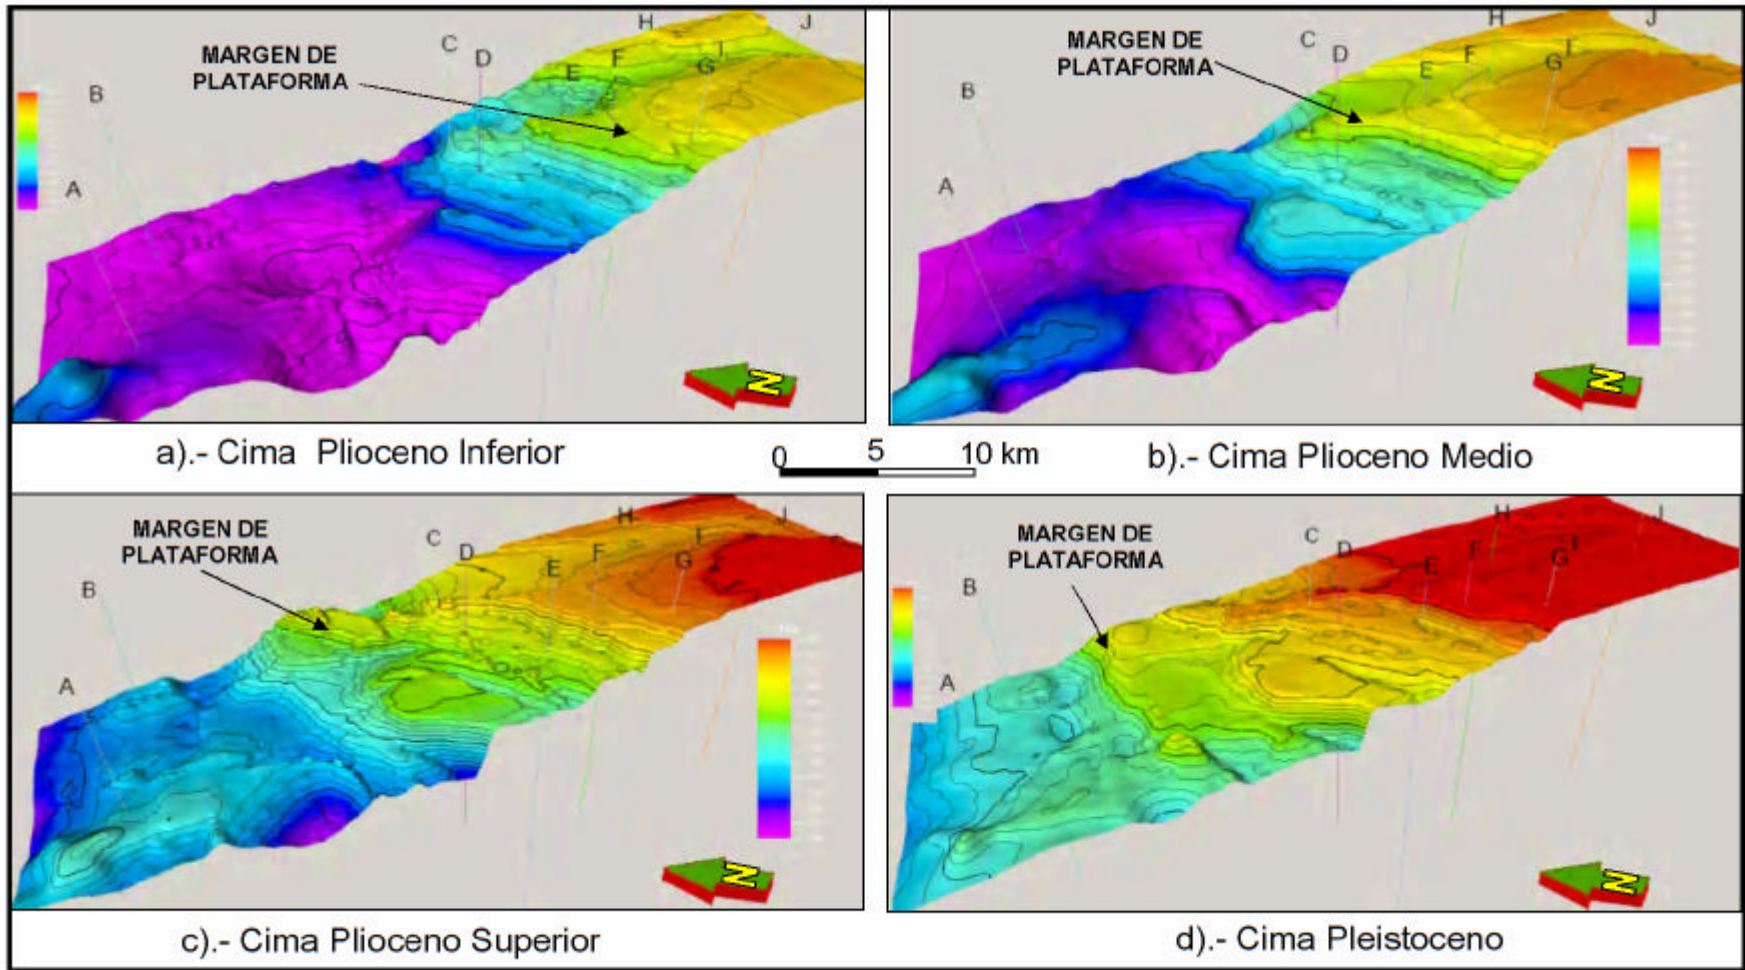 MARGEN DE
PLATAFORMA
A
B
C
D
E
F
G
H
I
J
N
a).- Cima Plioceno Inferior
MARGEN DE
PLATAFORMA
A
B
C
D
E
F
G
H
I
J
N
b).- Cima Plioceno Medio
0 5 10 km
MARGEN DE
PLATAFORMA
A
B
C
D
E
F
G
H
I
J
N
c).- Cima Plioceno Superior
MARGEN DE
PLATAFORMA
A
B
C
D
E
F
G
H
I
J
N
d).- Cima Pleistoceno